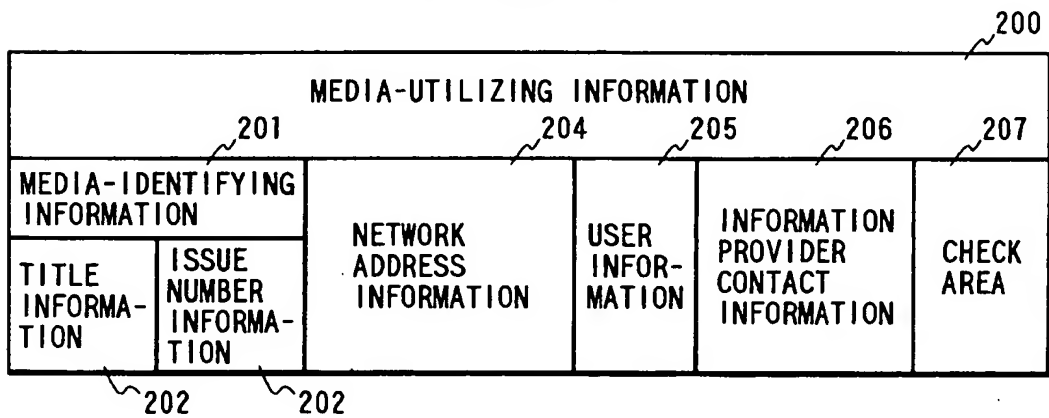 200
MEDIA-UTILIZING INFORMATION
201
204
205
206
207
MEDIA-IDENTIFYING
INFORMATION
TITLE
INFORMA-
TION
ISSUE
NUMBER
INFORMA-
TION
NETWORK
ADDRESS
INFORMATION
USER
INFOR-
MATION
INFORMATION
PROVIDER
CONTACT
INFORMATION
CHECK
AREA
202
202